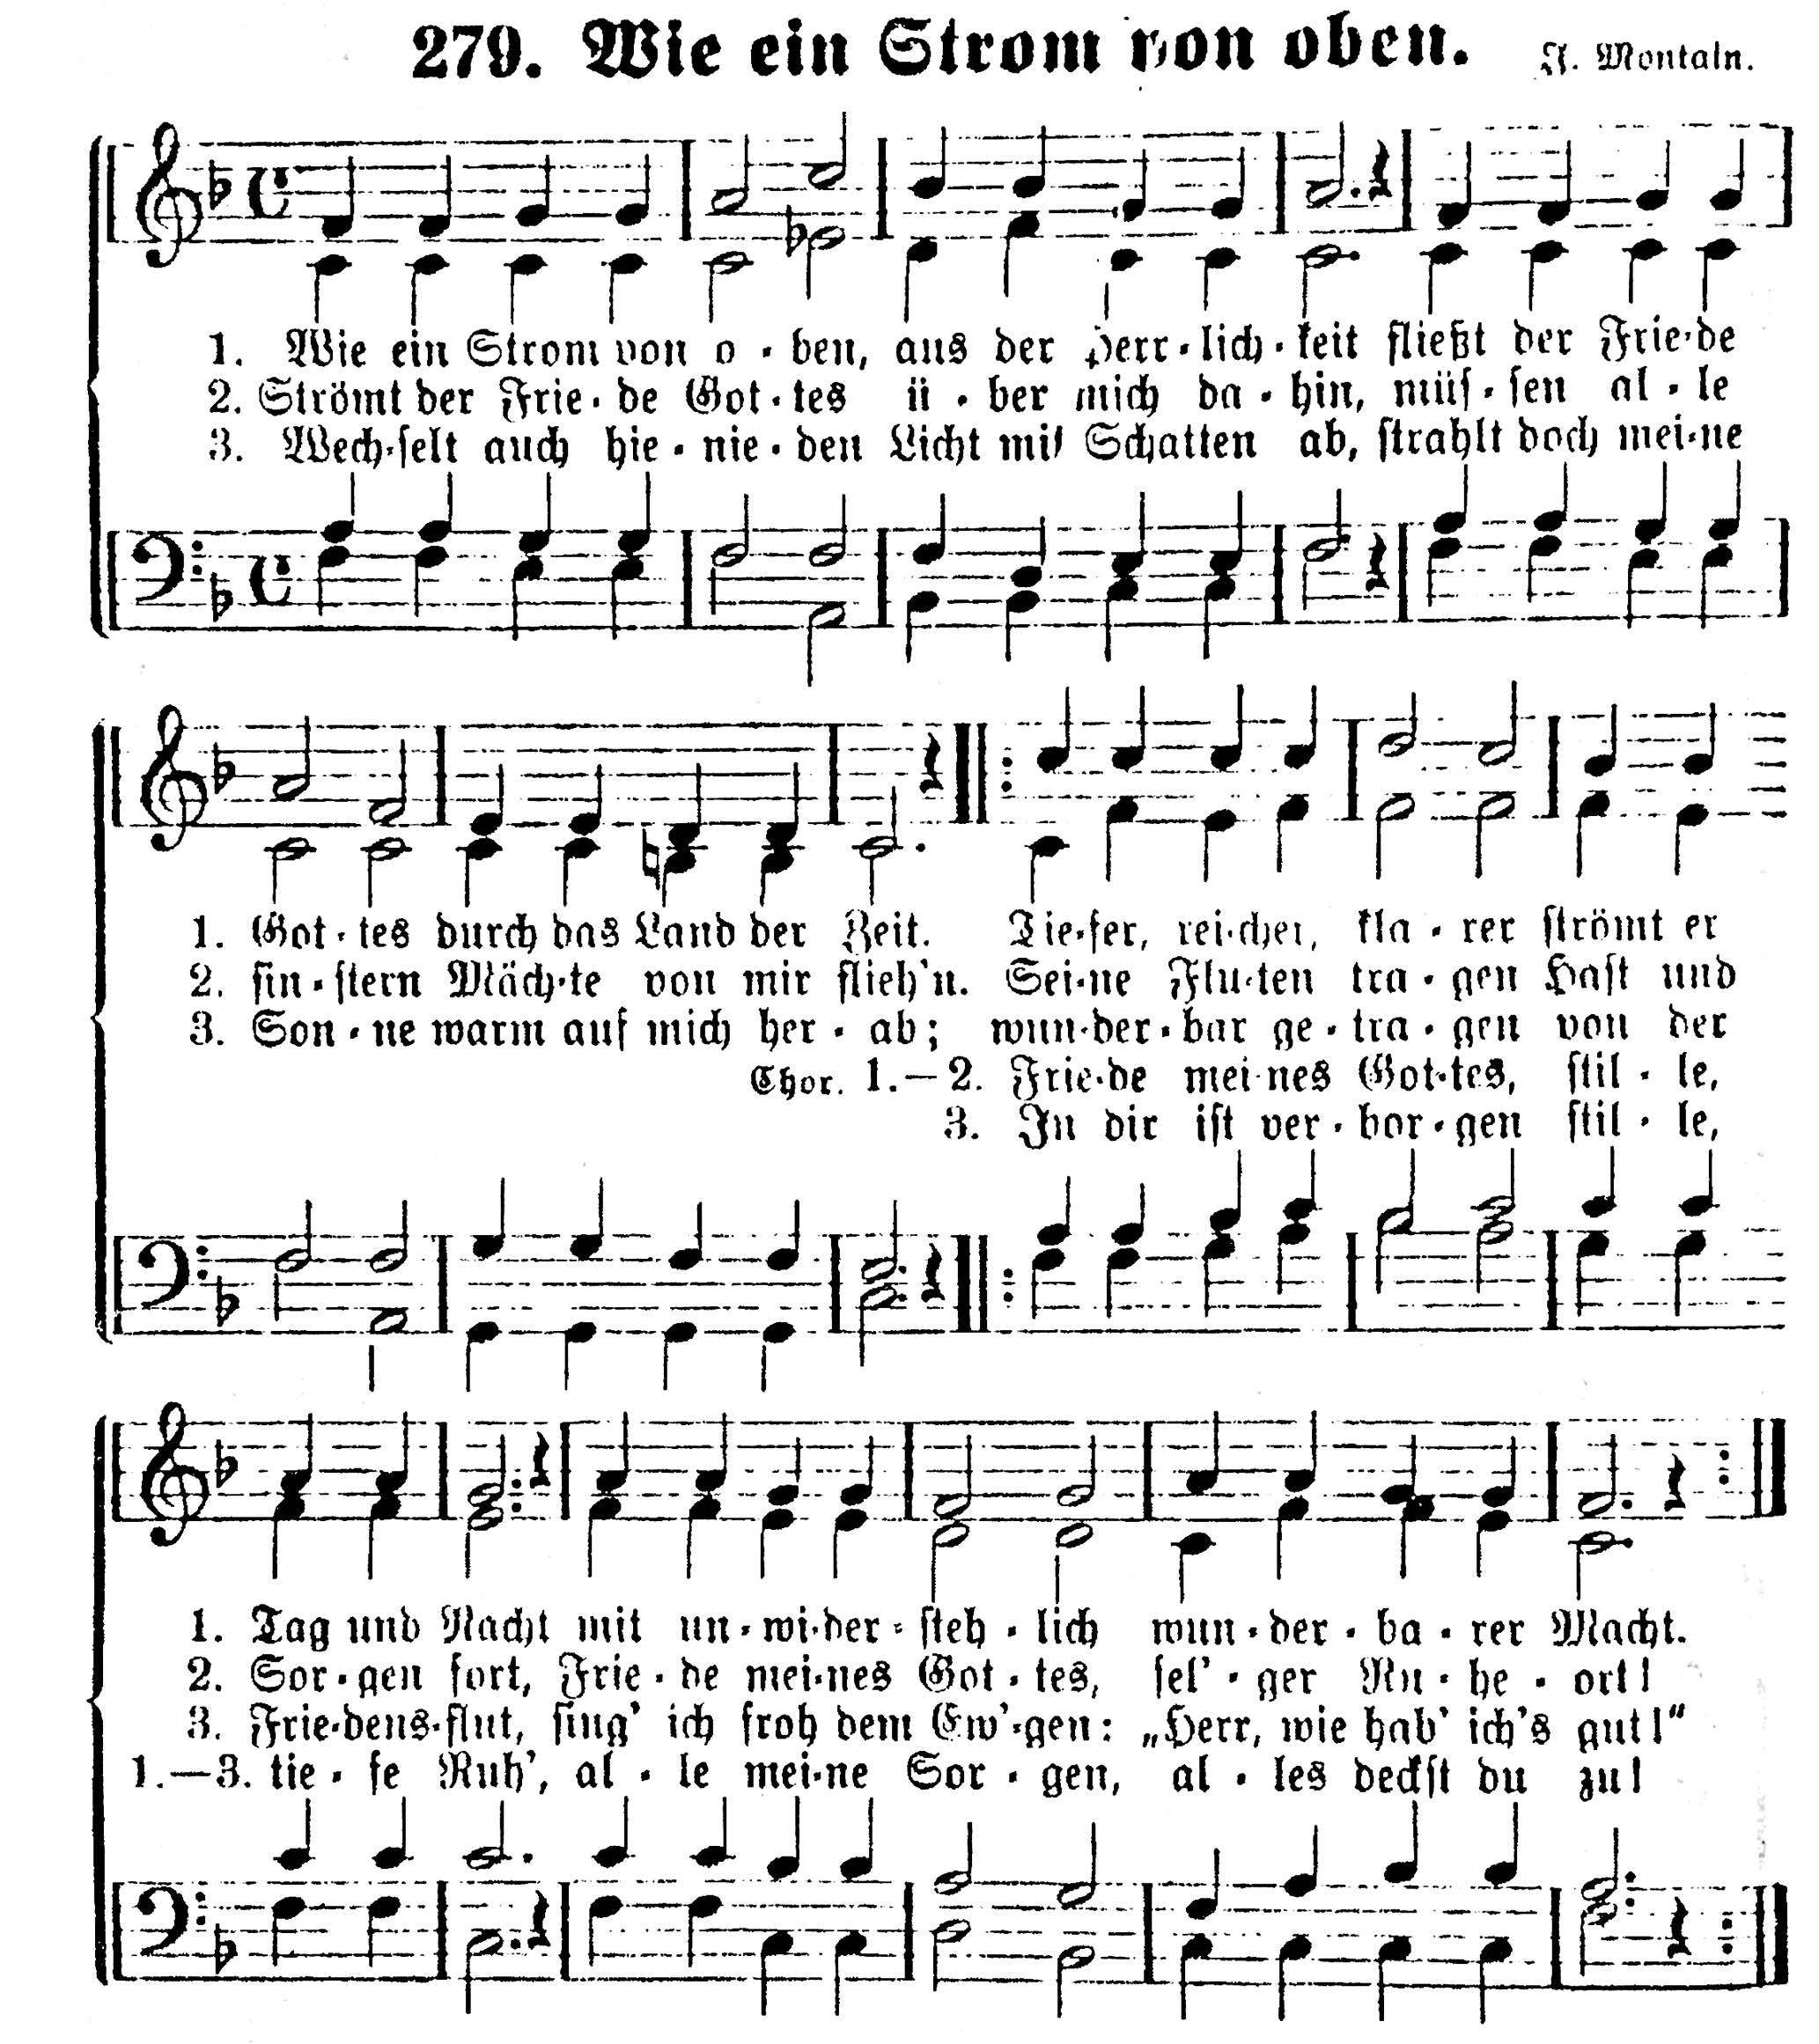 279. Wie ein Strom von oben.
J. Montaln.
1. Wie ein Strom von o-ben, aus der Herr-lich-keit fließt der Frie-de
2. Strömt der Frie-de Got-tes ü-ber mich da-hin, müs-sen al-le
3. Wech-selt auch hie-nie-den Licht mit Schatten ab, strahlt doch mei-ne
1. Got-tes durch das Land der Zeit. Tie-fer, rei-cher, kla-rer strömt er
2. fin-stern Mäch-te von mir flieh'n. Sei-ne Flu-ten tra-gen Hast und
3. Son-ne warm auf mich her-ab; wun-der-bar ge-tra-gen von der
Chor. 1.—2. Frie-de mei-nes Got-tes, stil-le,
3. In dir ist ver-bor-gen stil-le,
1. Tag und Nacht mit un-wi-der-steh-lich wun-der-ba-rer Macht.
2. Sor-gen fort, Frie-de mei-nes Got-tes, sel'-ger Ru-he-ort!
3. Frie-dens-flut, sing' ich froh dem Ew'-gen: „Herr, wie hab' ich's gut!“
1.—3. tie-fe Ruh', al-le mei-ne Sor-gen, al-les deckst du zu!